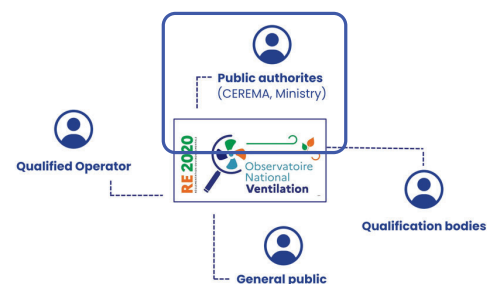 Public authorites
(CEREMA, Ministry)
RE 2020
Observatoire
National
Ventilation
Qualified Operator
Qualification bodies
General public